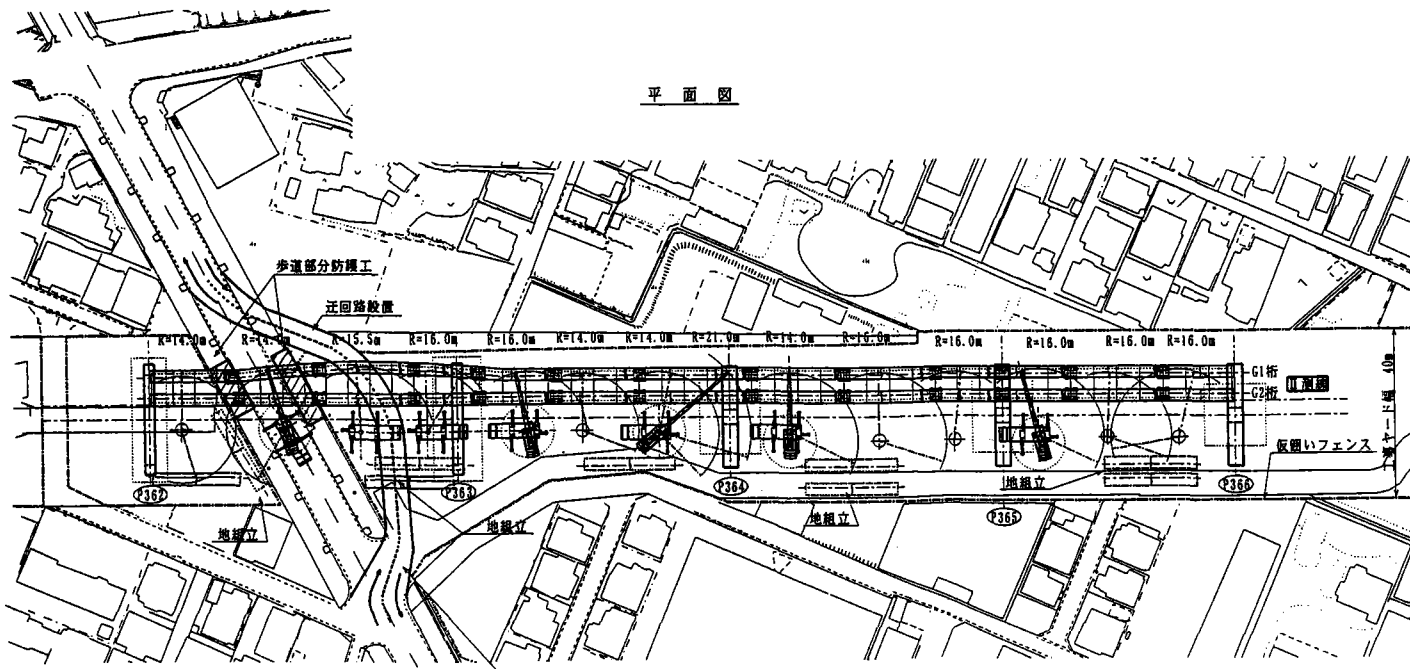 平 面 図
歩道部分防護工
迂回路設置
R=14.0m
R=14.0m
R=15.5m
R=16.0m
R=16.0m
R=14.0m
R=14.0m
R=21.0m
R=14.0m
R=16.0m
R=16.0m
R=16.0m
R=16.0m
R=16.0m
G1桁
G2桁
40m
仮囲いフェンス
P362
P363
P364
P365
P366
地組立
地組立
地組立
地組立